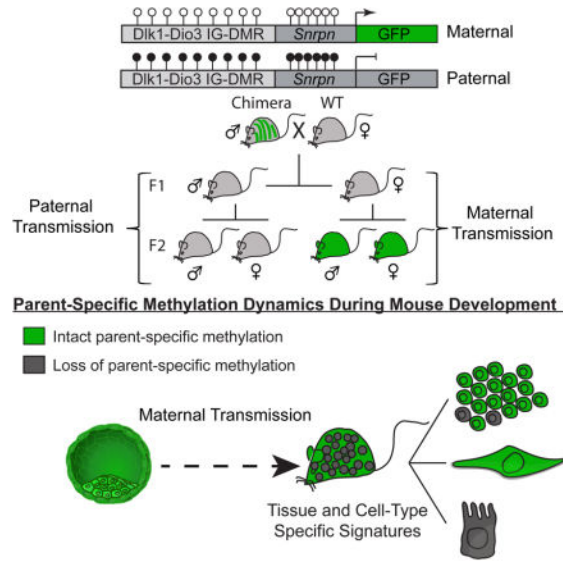 Dlk1-Dio3 IG-DMR Snrpn GFP Maternal
Dlk1-Dio3 IG-DMR Snrpn GFP Paternal
Chimera WT
♂ X ♀
F1 ♂ ♀
Paternal
Transmission
Maternal
Transmission
F2
♂ ♀ ♂ ♀
Parent-Specific Methylation Dynamics During Mouse Development
Intact parent-specific methylation
Loss of parent-specific methylation
Maternal Transmission
Tissue and Cell-Type
Specific Signatures